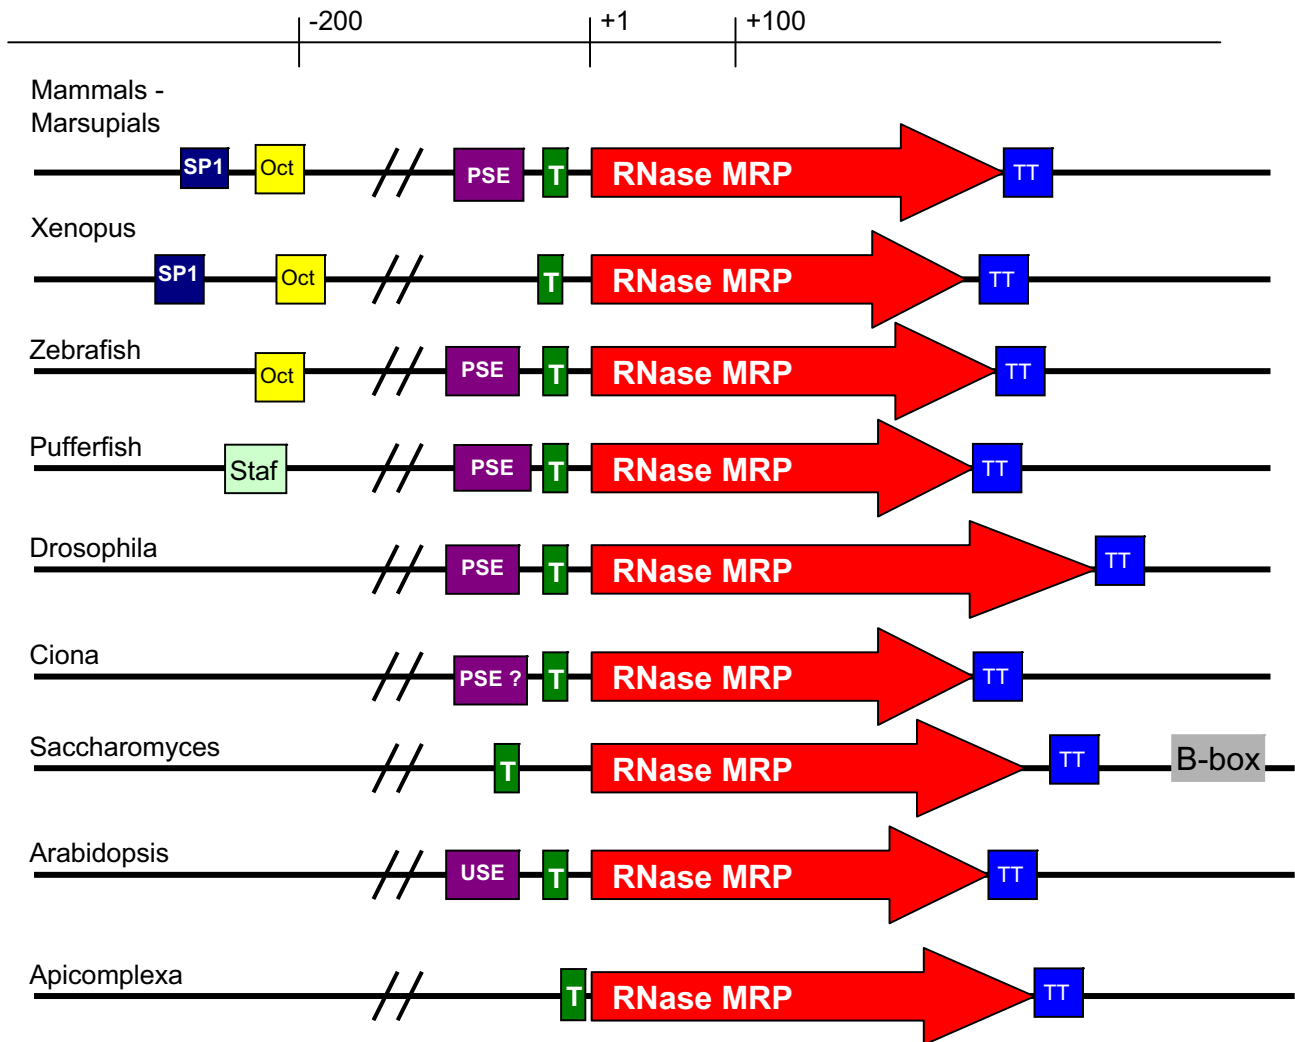 -200 +1 +100
Mammals -
Marsupials
SP1 Oct PSE T RNase MRP TT
Xenopus
SP1 Oct T RNase MRP TT
Zebrafish
Oct PSE T RNase MRP TT
Pufferfish
Staf PSE T RNase MRP TT
Drosophila
PSE T RNase MRP TT
Ciona
PSE ? T RNase MRP TT
Saccharomyces
T RNase MRP TT B-box
Arabidopsis
USE T RNase MRP TT
Apicomplexa
T RNase MRP TT